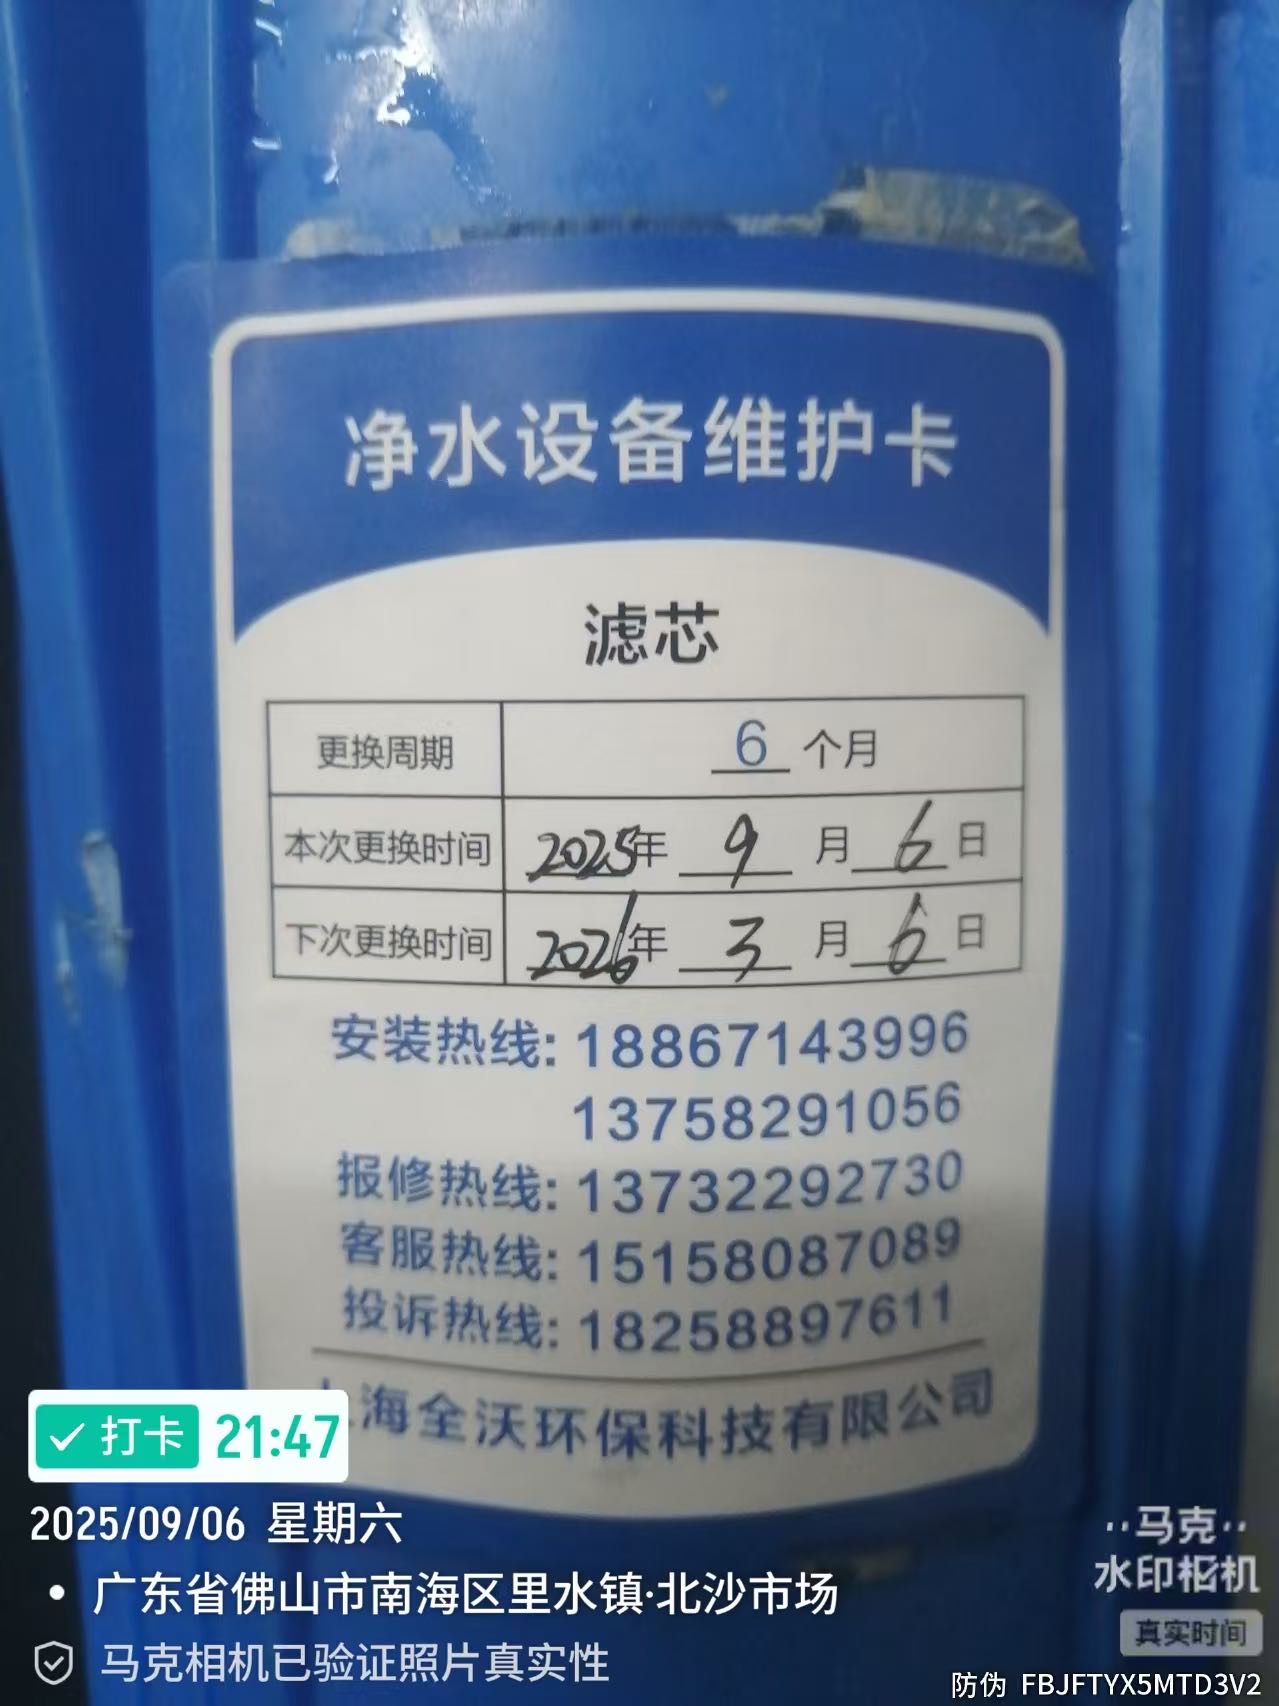 净水设备维护卡
滤芯
更换周期 6 个月
本次更换时间 2025年 9 月 6 日
下次更换时间 2026年 3 月 6 日
安装热线: 18867143996
13758291056
报修热线: 13732292730
客服热线: 15158087089
投诉热线: 18258897611
上海全沃环保科技有限公司
打卡 21:47
2025/09/06 星期六
广东省佛山市南海区里水镇·北沙市场
马克相机已验证照片真实性
马克
水印相机
真实时间
防伪 FBJFTYX5MTD3V2